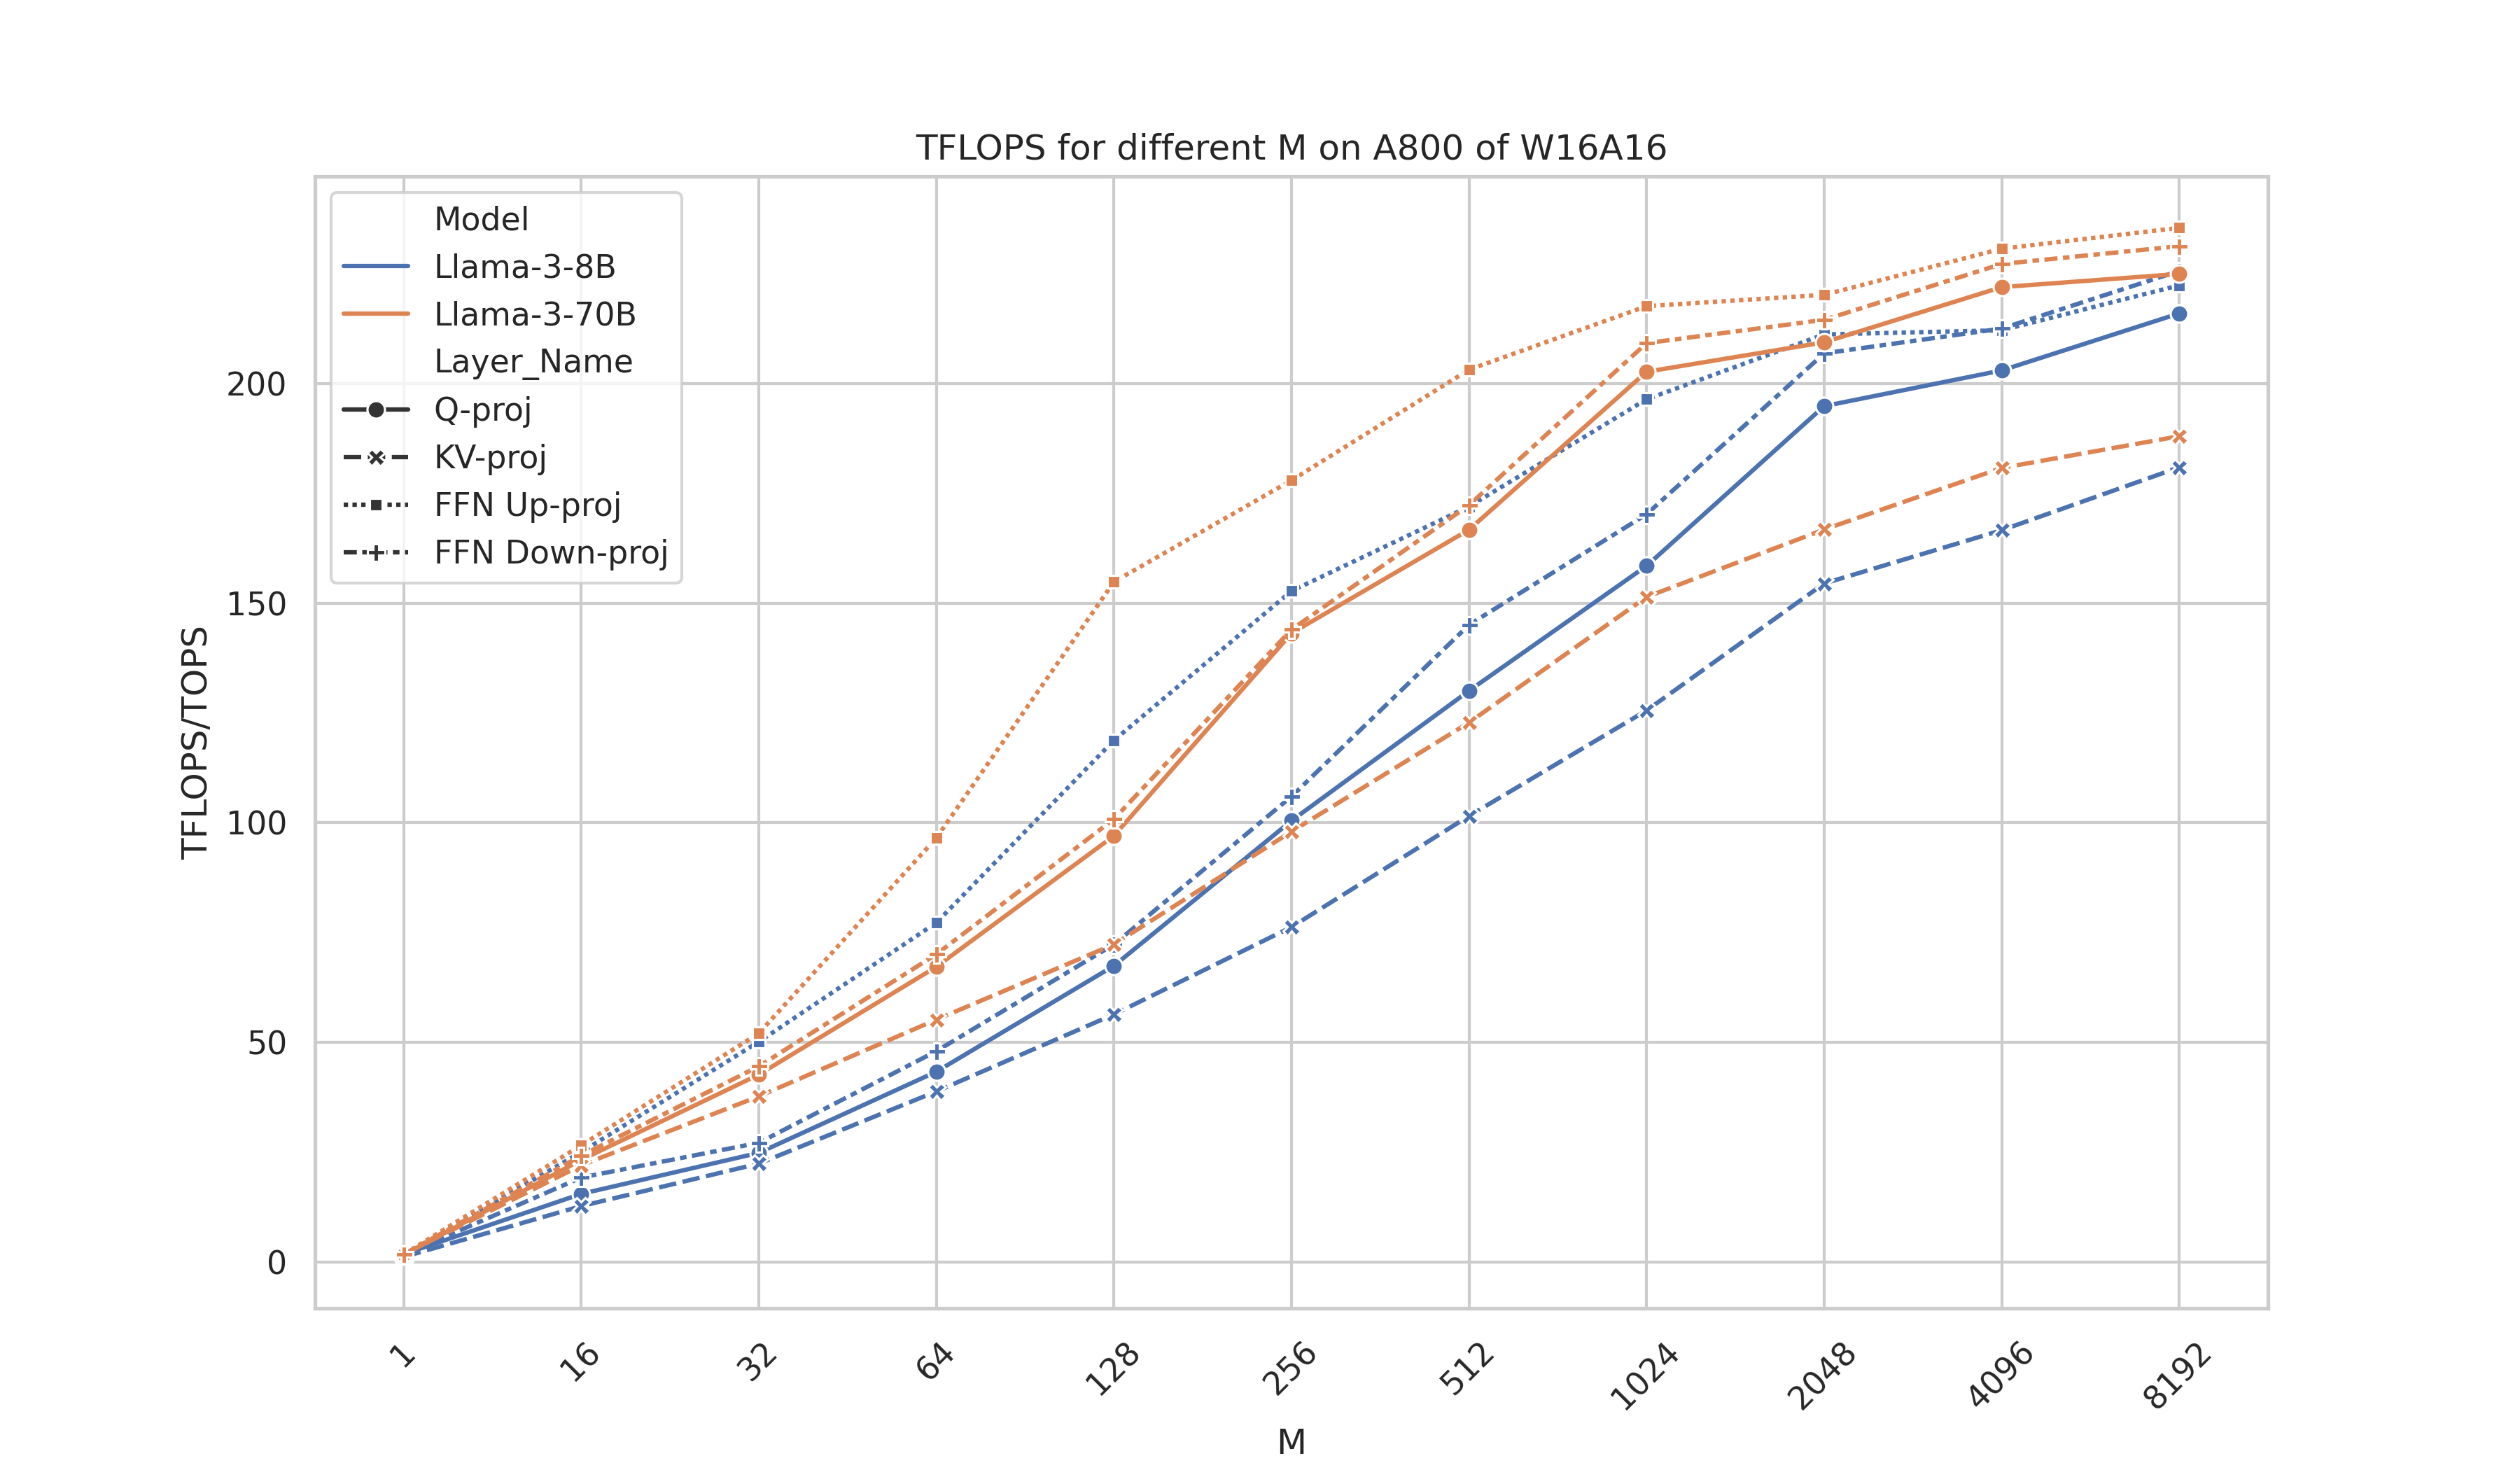 TFLOPS for different M on A800 of W16A16
Model
Llama-3-8B
Llama-3-70B
Layer_Name
Q-proj
KV-proj
FFN Up-proj
FFN Down-proj
TFLOPS/TOPS
200
150
100
50
0
1 16 32 64 128 256 512 1024 2048 4096 8192
M